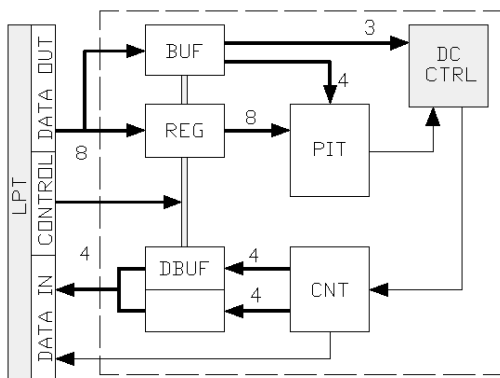 LPT
DATA OUT
CONTROL
DATA IN
BUF
3
DC
CTRL
4
8
REG
8
PIT
4
DBUF
4
4
CNT